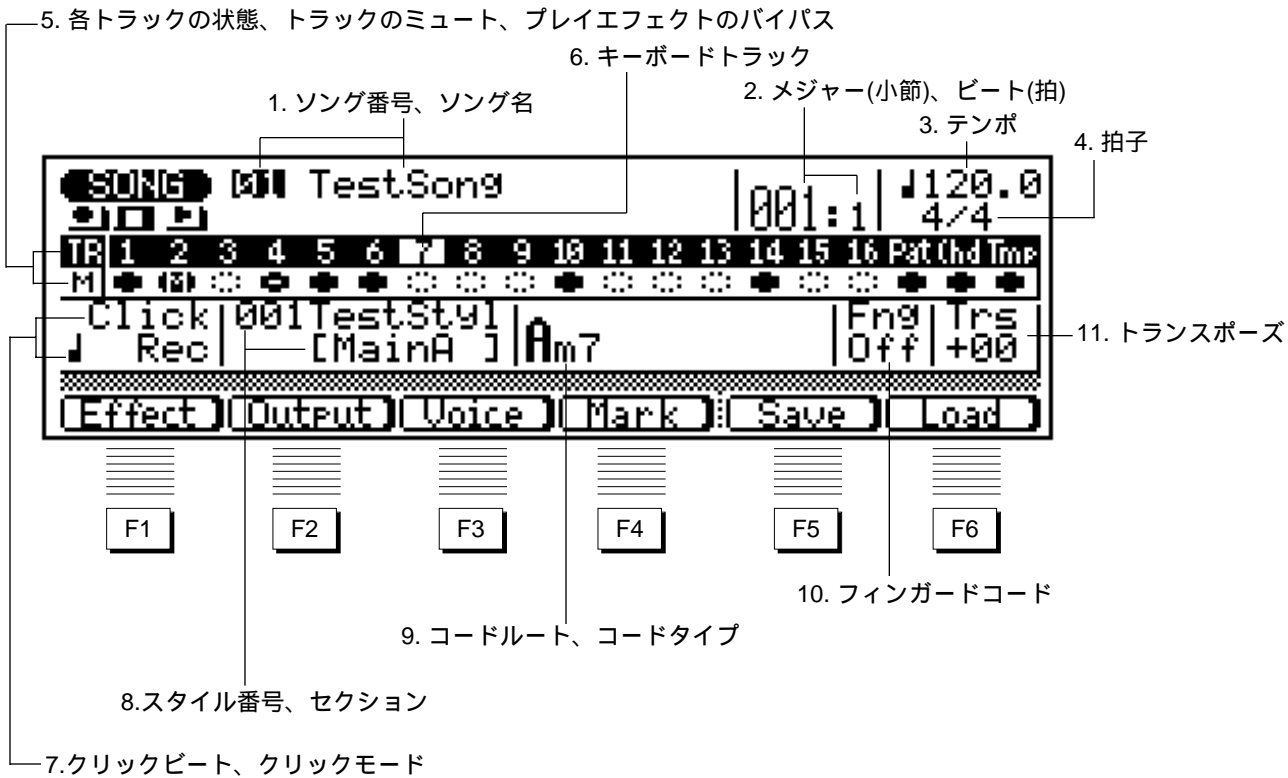 5. 各トラックの状態、トラックのミュート、プレイエフェクトのバイパス
6. キーボードトラック
1. ソング番号、ソング名
2. メジャー(小節)、ビート(拍)
3. テンポ
4. 拍子
SONG 001 TestSong
001:1
♩120.0
4/4
TR 1 2 3 4 5 6 7 8 9 10 11 12 13 14 15 16 Pat Chd Tmp
M
Click
♩ Rec
001TestStyl
[MainA ]
Am7
Fng
Off
Trs
+00
11. トランスポーズ
Effect Output Voice Mark Save Load
F1 F2 F3 F4 F5 F6
10. フィンガードコード
9. コードルート、コードタイプ
8.スタイル番号、セクション
7.クリックビート、クリックモード